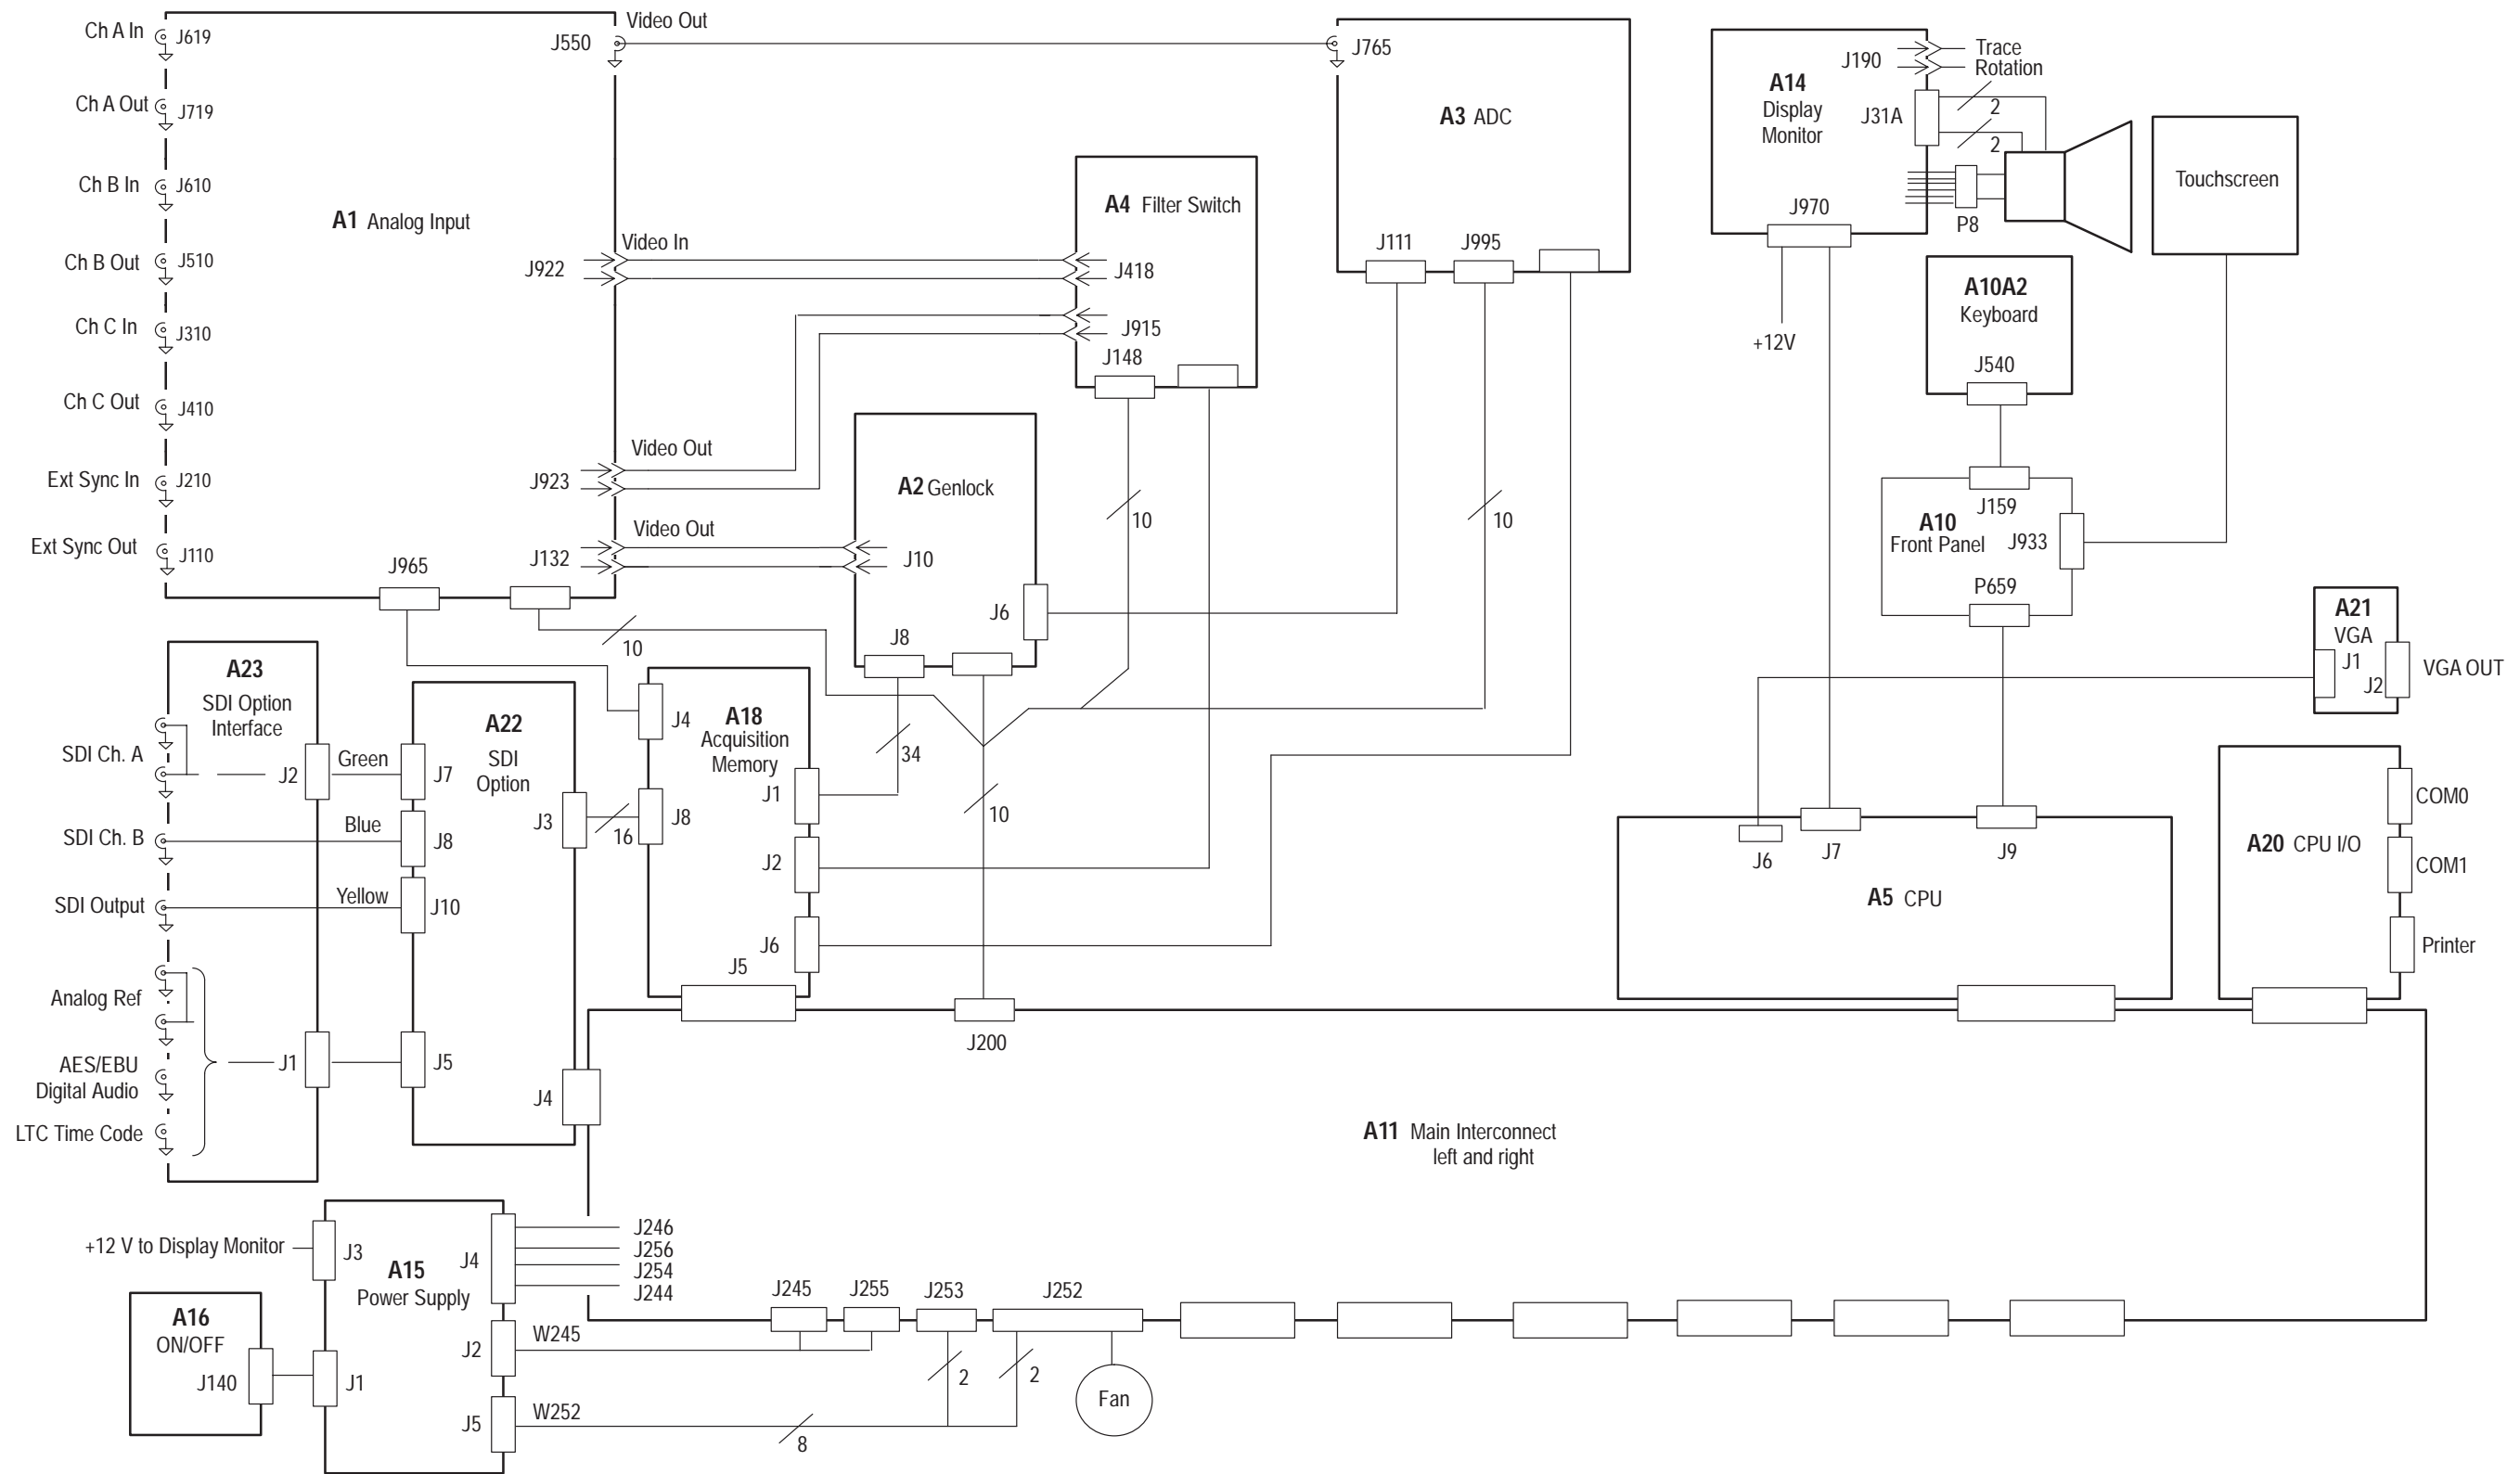 Ch A In
J619
Ch A Out
J719
Ch B In
J610
Ch B Out
J510
Ch C In
J310
Ch C Out
J410
Ext Sync In
J210
Ext Sync Out
J110
A1 Analog Input
J550
Video Out
J922
Video In
J923
Video Out
J132
Video Out
J965
10
J765
A3 ADC
J111
J995
10
A4 Filter Switch
J418
J915
J148
10
A2 Genlock
J10
J6
J8
34
10
A14
Display
Monitor
J190
Trace
Rotation
J31A
2
2
P8
J970
+12V
Touchscreen
A10A2
Keyboard
J540
J159
A10
Front Panel
J933
P659
A21
VGA
J1
J2
VGA OUT
A23
SDI Option
Interface
SDI Ch. A
J2
Green
SDI Ch. B
Blue
SDI Output
Yellow
Analog Ref
AES/EBU
Digital Audio
LTC Time Code
J1
A22
SDI
Option
J7
J8
J10
J5
J3
16
J4
A18
Acquisition
Memory
J4
J8
J1
J2
J6
J5
J200
J6
J7
J9
A5 CPU
A20 CPU I/O
COM0
COM1
Printer
A11 Main Interconnect
left and right
+12 V to Display Monitor
J3
A15
Power Supply
J4
J246
J256
J254
J244
A16
ON/OFF
J140
J1
J2
W245
J5
W252
8
J245
J255
J253
J252
2
2
Fan